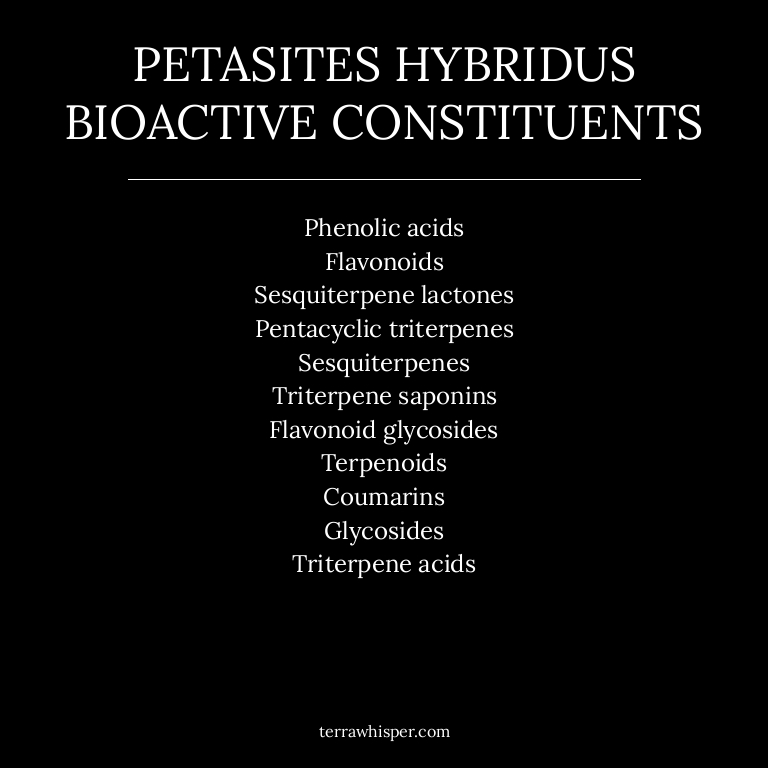 PETASITES HYBRIDUS
BIOACTIVE CONSTITUENTS
Phenolic acids
Flavonoids
Sesquiterpene lactones
Pentacyclic triterpenes
Sesquiterpenes
Triterpene saponins
Flavonoid glycosides
Terpenoids
Coumarins
Glycosides
Triterpene acids
terrawhisper.com